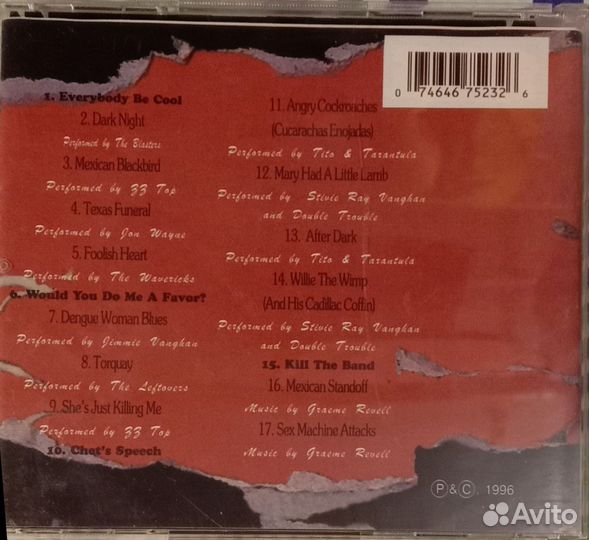 1. Everybody Be Cool
2. Dark Night
Performed by The Blasters
3. Mexican Blackbird
Performed by ZZ Top
4. Texas Funeral
Performed by Jon Wayne
5. Foolish Heart
Performed by The Mavericks
6. Would You Do Me A Favor?
7. Dengue Woman Blues
Performed by Jimmie Vaughan
8. Torquay
Performed by The Leftovers
9. She's Just Killing Me
Performed by ZZ Top
10. Chet's Speech
11. Angry Cockroaches
(Cucarachas Enojadas)
Performed by Tito & Tarantula
12. Mary Had A Little Lamb
Performed by Stivie Ray Vanghan
and Double Trouble
13. After Dark
Performed by Tito & Tarantula
14. Willie The Wimp
(And His Cadillac Coffin)
Performed by Stivie Ray Vanghan
and Double Trouble
15. Kill The Band
16. Mexican Standoff
Music by Graeme Revell
17. Sex Machine Attacks
Music by Graeme Revell
0 74646 75232 6
P & C. 1996
Avito